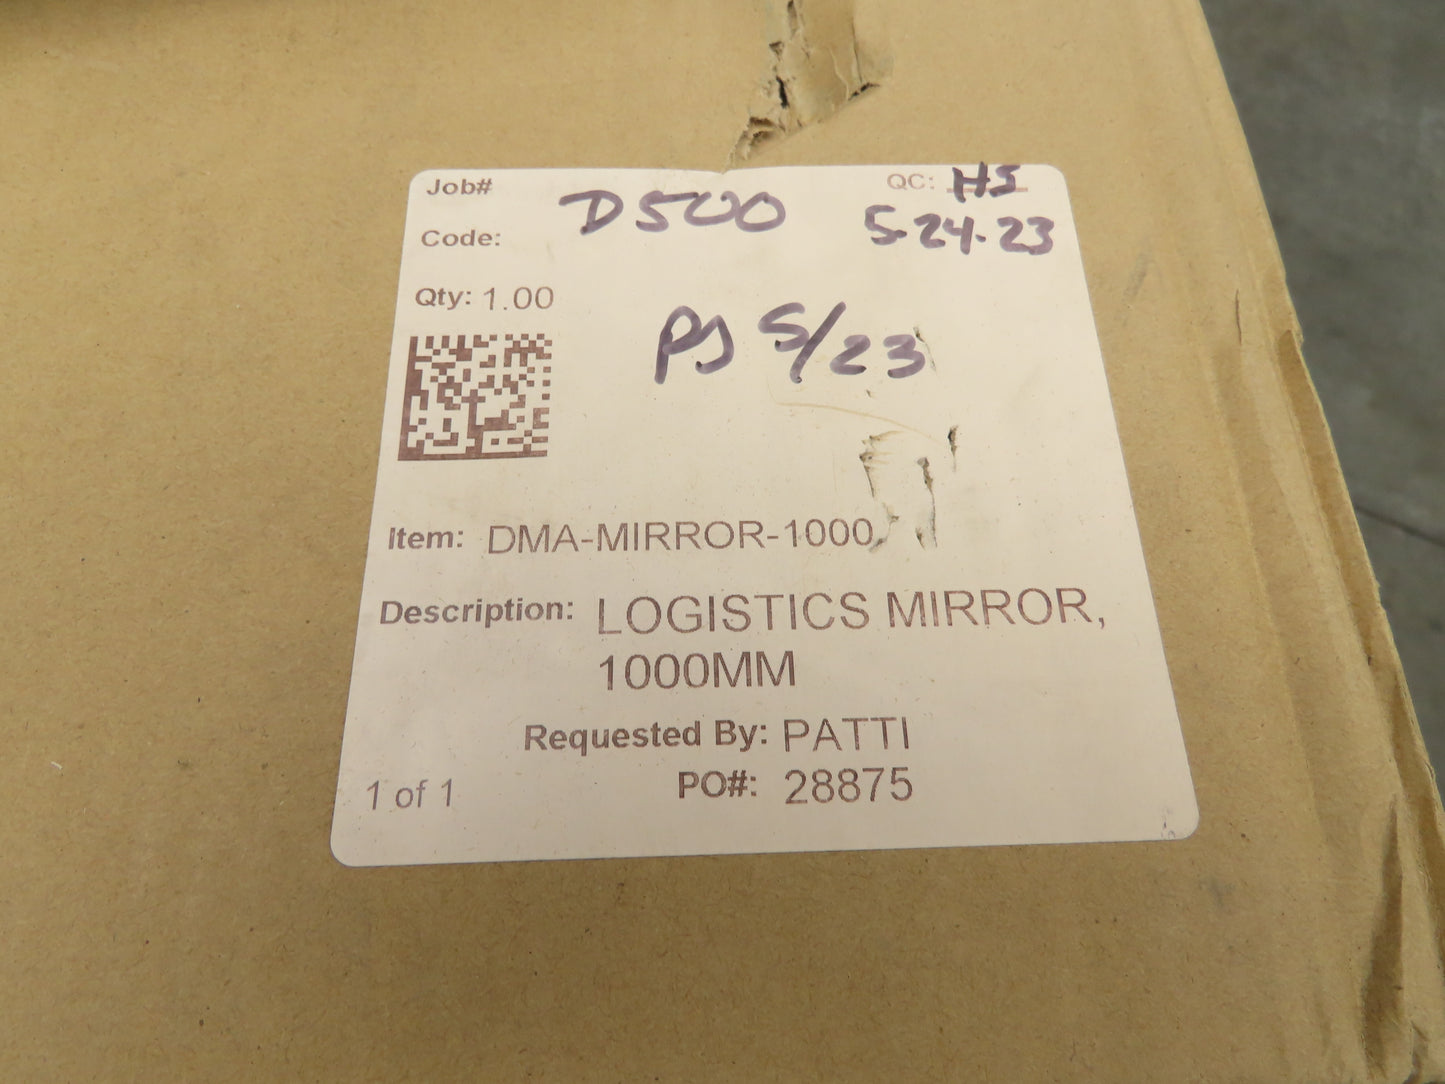 Job#
D500
QC: HS
Code:
5-24-23
Qty: 1.00
PJ 5/23
Item: DMA-MIRROR-1000
Description: LOGISTICS MIRROR,
1000MM
Requested By: PATTI
1 of 1
PO#: 28875